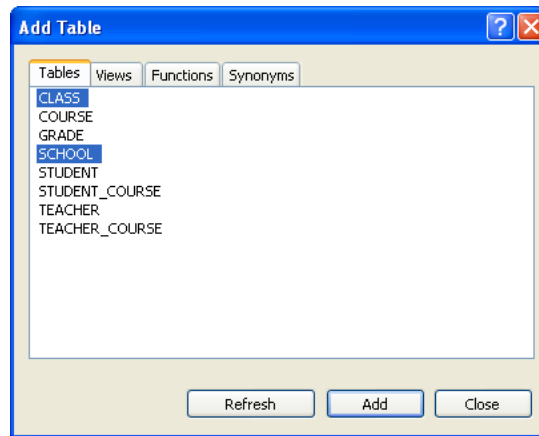 Add Table
Tables Views Functions Synonyms
CLASS
COURSE
GRADE
SCHOOL
STUDENT
STUDENT_COURSE
TEACHER
TEACHER_COURSE
Refresh Add Close